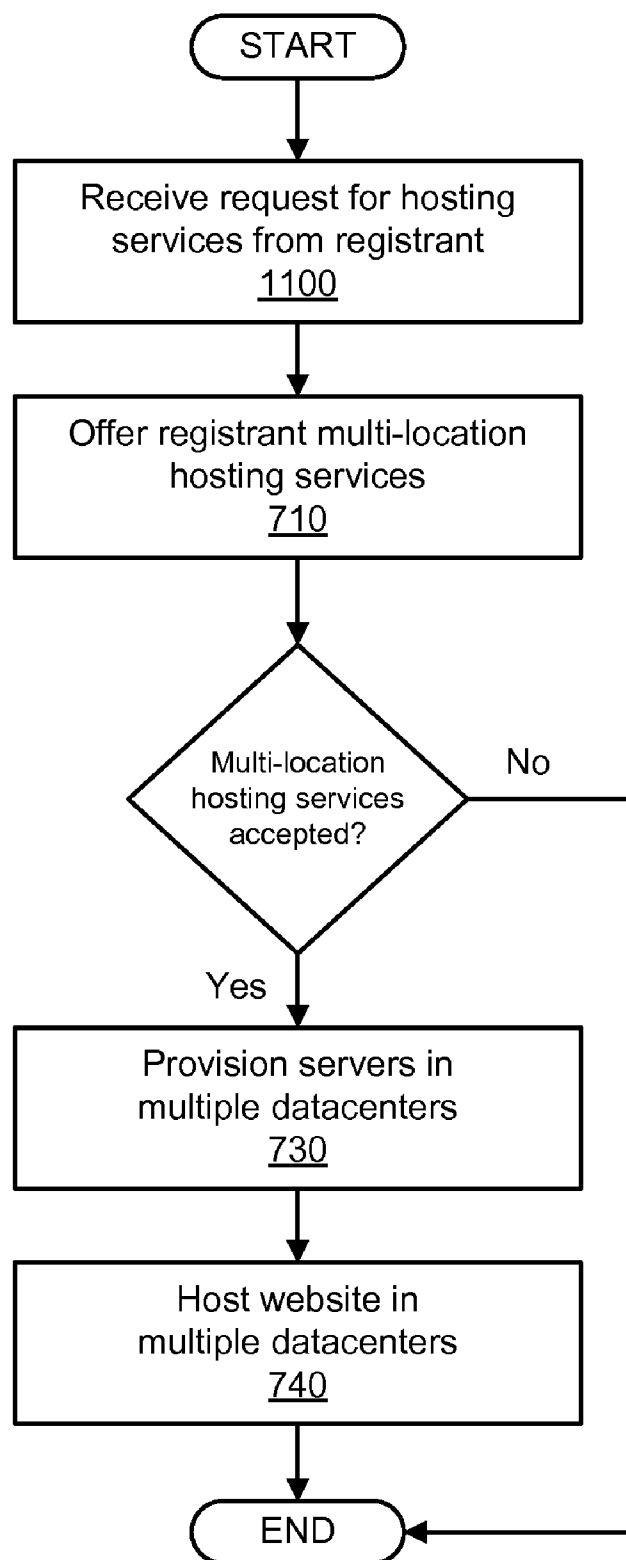 START
Receive request for hosting
services from registrant
1100
Offer registrant multi-location
hosting services
710
Multi-location
hosting services
accepted?
No
Yes
Provision servers in
multiple datacenters
730
Host website in
multiple datacenters
740
END